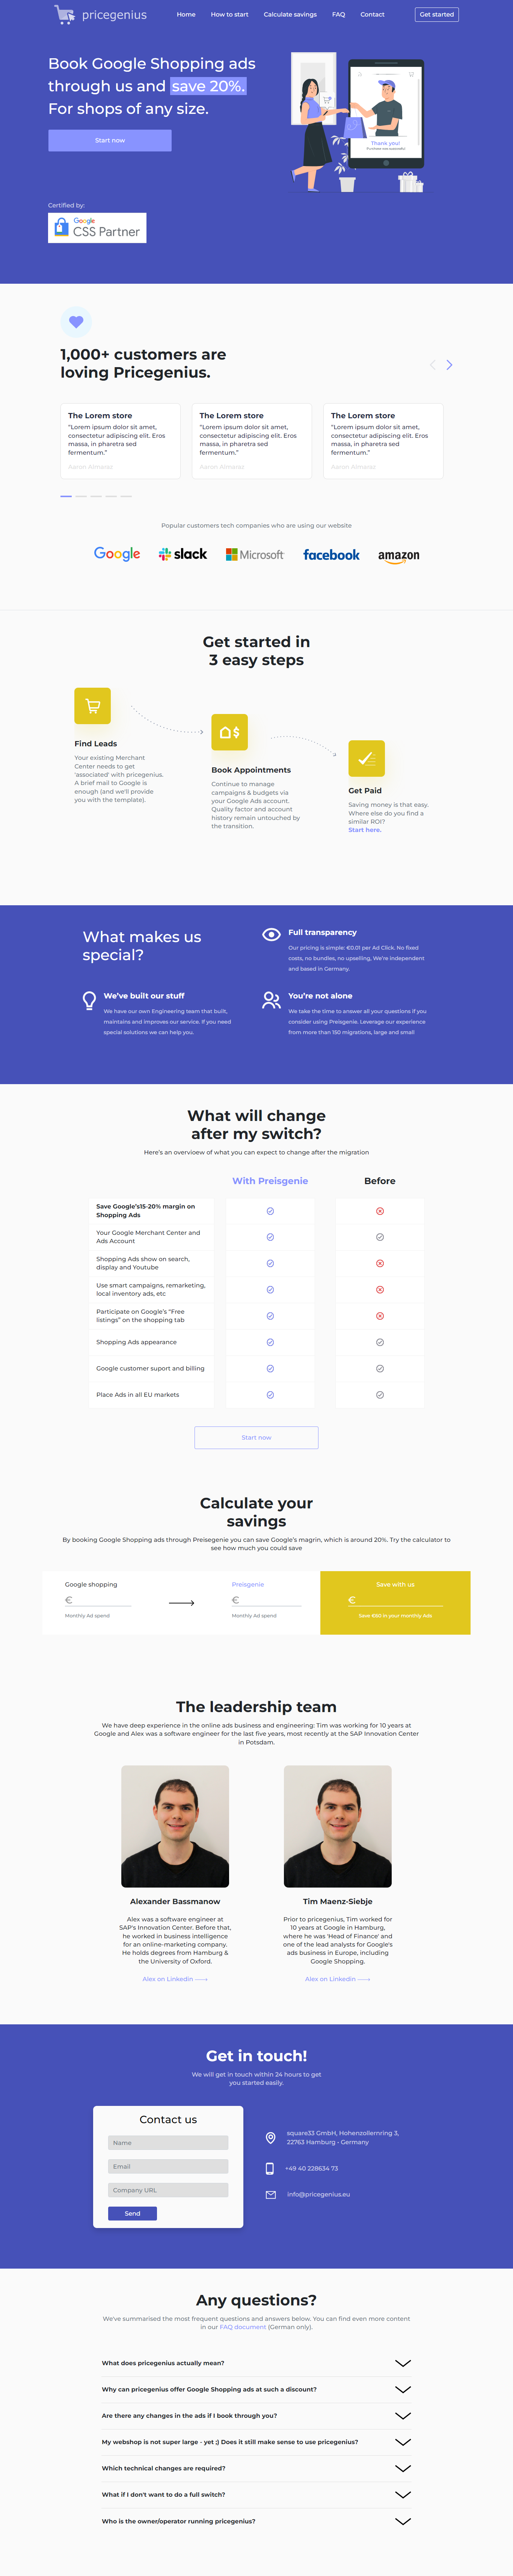 pricegenius
Home
How to start
Calculate savings
FAQ
Contact
Get started
Book Google Shopping ads
through us and save 20%.
For shops of any size.
Start now
Thank you!
Certified by:
Google
CSS Partner
1,000+ customers are
loving Pricegenius.
The Lorem store
"Lorem ipsum dolor sit amet,
consectetur adipiscing elit. Eros
massa, in pharetra sed
fermentum."
Aaron Almaraz
The Lorem store
"Lorem ipsum dolor sit amet,
consectetur adipiscing elit. Eros
massa, in pharetra sed
fermentum."
Aaron Almaraz
The Lorem store
"Lorem ipsum dolor sit amet,
consectetur adipiscing elit. Eros
massa, in pharetra sed
fermentum."
Aaron Almaraz
Popular customers tech companies who are using our website
Google
slack
Microsoft
facebook
amazon
Get started in
3 easy steps
Find Leads
Your existing Merchant
Center needs to get
'associated' with pricegenius.
A brief mail to Google is
enough (and we'll provide
you with the template).
Book Appointments
Continue to manage
campaigns & budgets via
your Google Ads account.
Quality factor and account
history remain untouched by
the transition.
Get Paid
Saving money is that easy.
Where else do you find a
similar ROI?
Start here.
What makes us
special?
Full transparency
Our pricing is simple: €0.01 per Ad Click. No fixed
costs, no bundles, no upselling, We're independent
and based in Germany.
We've built our stuff
We have our own Engineering team that built,
maintains and improves our service. If you need
special solutions we can help you.
You're not alone
We take the time to answer all your questions if you
consider using Preisgenie. Leverage our experience
from more than 150 migrations, large and small
What will change
after my switch?
Here's an overvieow of what you can expect to change after the migration
With Preisgenie
Before
Save Google's15-20% margin on
Shopping Ads
Your Google Merchant Center and
Ads Account
Shopping Ads show on search,
display and Youtube
Use smart campaigns, remarketing,
local inventory ads, etc
Participate on Google's "Free
listings" on the shopping tab
Shopping Ads appearance
Google customer suport and billing
Place Ads in all EU markets
Start now
Calculate your
savings
By booking Google Shopping ads through Preisegenie you can save Google's magrin, which is around 20%. Try the calculator to
see how much you could save
Google shopping
€
Monthly Ad spend
Preisgenie
€
Monthly Ad spend
Save with us
€
Save €80 in your monthly Ads
The leadership team
We have deep experience in the online ads business and engineering: Tim was working for 10 years at
Google and Alex was a software engineer for the last five years, most recently at the SAP Innovation Center
in Potsdam.
Alexander Bassmanow
Alex was a software engineer at
SAP's Innovation Center. Before that,
he worked in business intelligence
for an online-marketing company.
He holds degrees from Hamburg &
the University of Oxford.
Alex on Linkedin
Tim Maenz-Siebje
Prior to pricegenius, Tim worked for
10 years at Google in Hamburg,
where he was 'Head of Finance' and
one of the lead analysts for Google's
ads business in Europe, including
Google Shopping.
Alex on Linkedin
Get in touch!
We will get in touch within 24 hours to get
you started easily.
Contact us
Name
Email
Company URL
Send
square33 GmbH, Hohenzollernring 3,
22763 Hamburg - Germany
+49 40 228634 73
info@pricegenius.eu
Any questions?
We've summarised the most frequent questions and answers below. You can find even more content
in our FAQ document (German only).
What does pricegenius actually mean?
Why can pricegenius offer Google Shopping ads at such a discount?
Are there any changes in the ads if I book through you?
My webshop is not super large - yet ;) Does it still make sense to use pricegenius?
Which technical changes are required?
What if I don't want to do a full switch?
Who is the owner/operator running pricegenius?